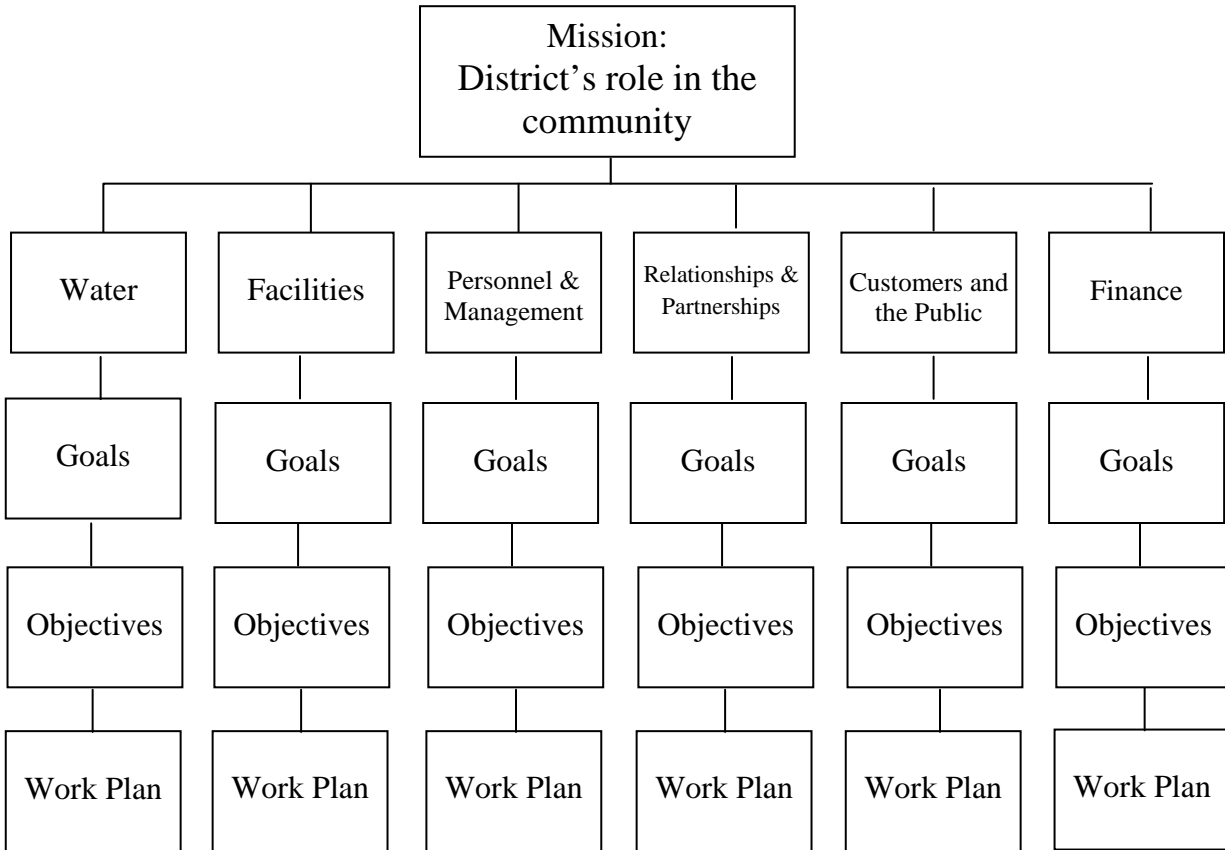 Mission:
District’s role in the
community
Water
Facilities
Personnel &
Management
Relationships &
Partnerships
Customers and
the Public
Finance
Goals
Goals
Goals
Goals
Goals
Goals
Objectives
Objectives
Objectives
Objectives
Objectives
Objectives
Work Plan
Work Plan
Work Plan
Work Plan
Work Plan
Work Plan